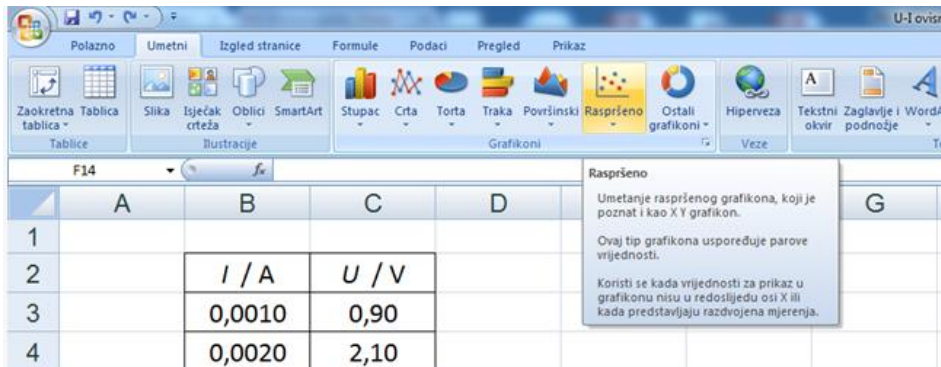 U-I ovisn
Polazno Umetni Izgled stranice Formule Podaci Pregled Prikaz
Zaokretna tablica Tablica Slika Isječak crteža Oblici SmartArt Stupac Crta Torta Traka Površinski Raspršeno Ostali grafikoni Hiperveza Tekstni okvir Zaglavlje i podnožje
Tablice Ilustracije Grafikoni Veze
F14 fx
Raspršeno
Umetanje raspršenog grafikona, koji je
poznat i kao X Y grafikon.
Ovaj tip grafikona uspoređuje parove
vrijednosti.
Koristi se kada vrijednosti za prikaz u
grafikonu nisu u redoslijedu osi X ili
kada predstavljaju razdvojena mjerenja.
A B C D G
1
2 I / A U / V
3 0,0010 0,90
4 0,0020 2,10